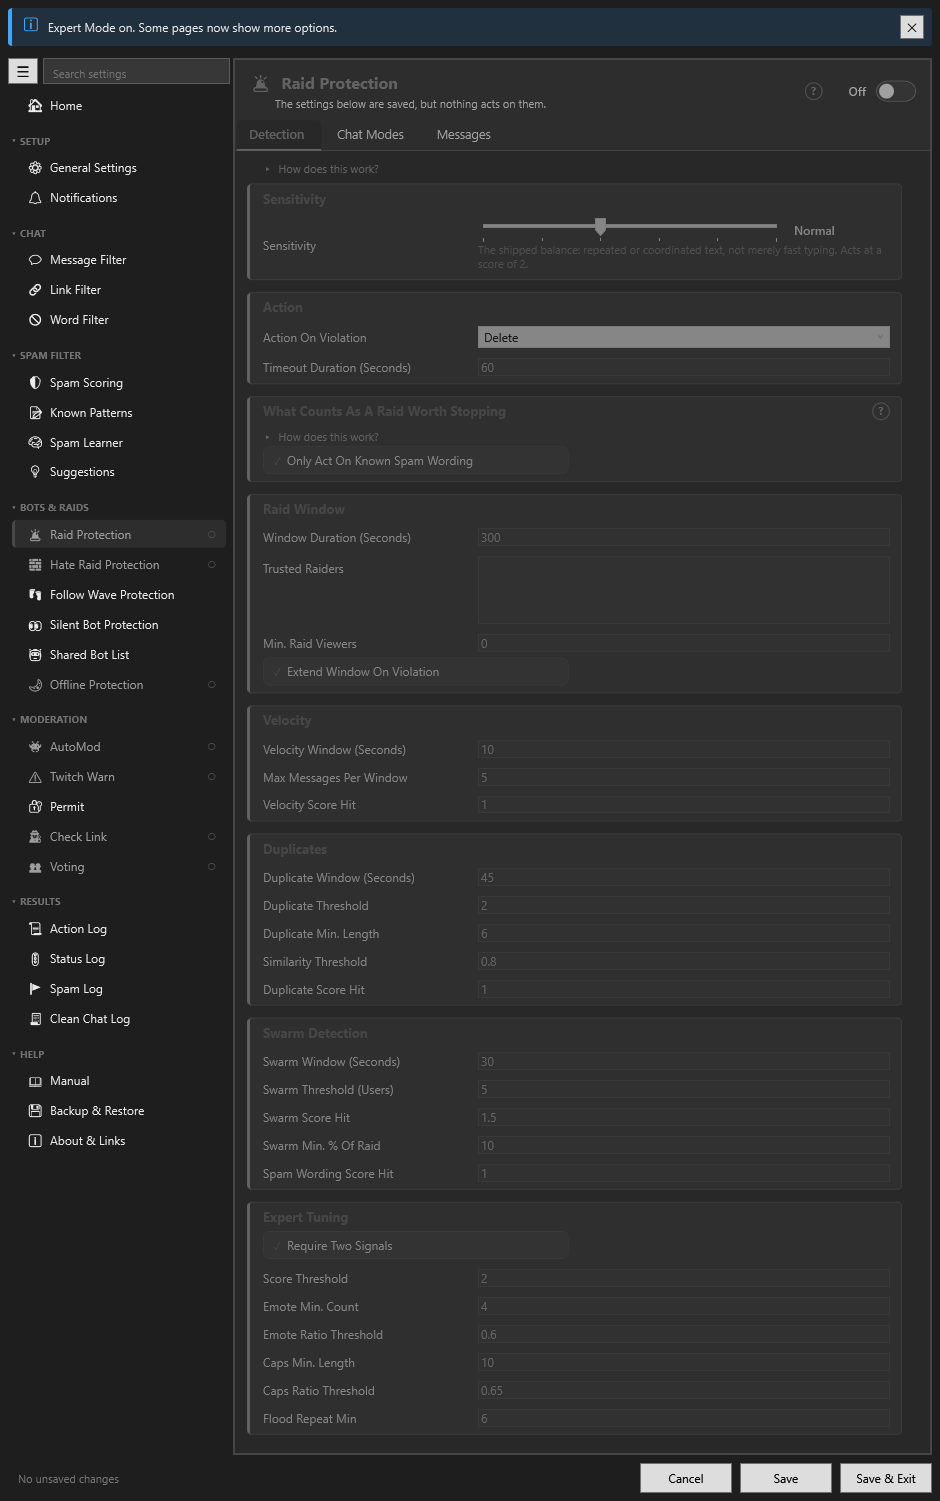 Expert Mode on. Some pages now show more options.
Search settings
Home
SETUP
General Settings
Notifications
CHAT
Message Filter
Link Filter
Word Filter
SPAM FILTER
Spam Scoring
Known Patterns
Spam Learner
Suggestions
BOTS & RAIDS
Raid Protection
Hate Raid Protection
Follow Wave Protection
Silent Bot Protection
Shared Bot List
Offline Protection
MODERATION
AutoMod
Twitch Warn
Permit
Check Link
Voting
RESULTS
Action Log
Status Log
Spam Log
Clean Chat Log
HELP
Manual
Backup & Restore
About & Links
Raid Protection
The settings below are saved, but nothing acts on them.
? Off
Detection Chat Modes Messages
How does this work?
Sensitivity
Sensitivity Normal
The shipped balance: repeated or coordinated text, not merely fast typing. Acts at a
score of 2.
Action
Action On Violation Delete
Timeout Duration (Seconds) 60
What Counts As A Raid Worth Stopping ?
How does this work?
✓ Only Act On Known Spam Wording
Raid Window
Window Duration (Seconds) 300
Trusted Raiders
Min. Raid Viewers 0
✓ Extend Window On Violation
Velocity
Velocity Window (Seconds) 10
Max Messages Per Window 5
Velocity Score Hit 1
Duplicates
Duplicate Window (Seconds) 45
Duplicate Threshold 2
Duplicate Min. Length 6
Similarity Threshold 0.8
Duplicate Score Hit 1
Swarm Detection
Swarm Window (Seconds) 30
Swarm Threshold (Users) 5
Swarm Score Hit 1.5
Swarm Min. % Of Raid 10
Spam Wording Score Hit 1
Expert Tuning
✓ Require Two Signals
Score Threshold 2
Emote Min. Count 4
Emote Ratio Threshold 0.6
Caps Min. Length 10
Caps Ratio Threshold 0.65
Flood Repeat Min 6
No unsaved changes
Cancel Save Save & Exit